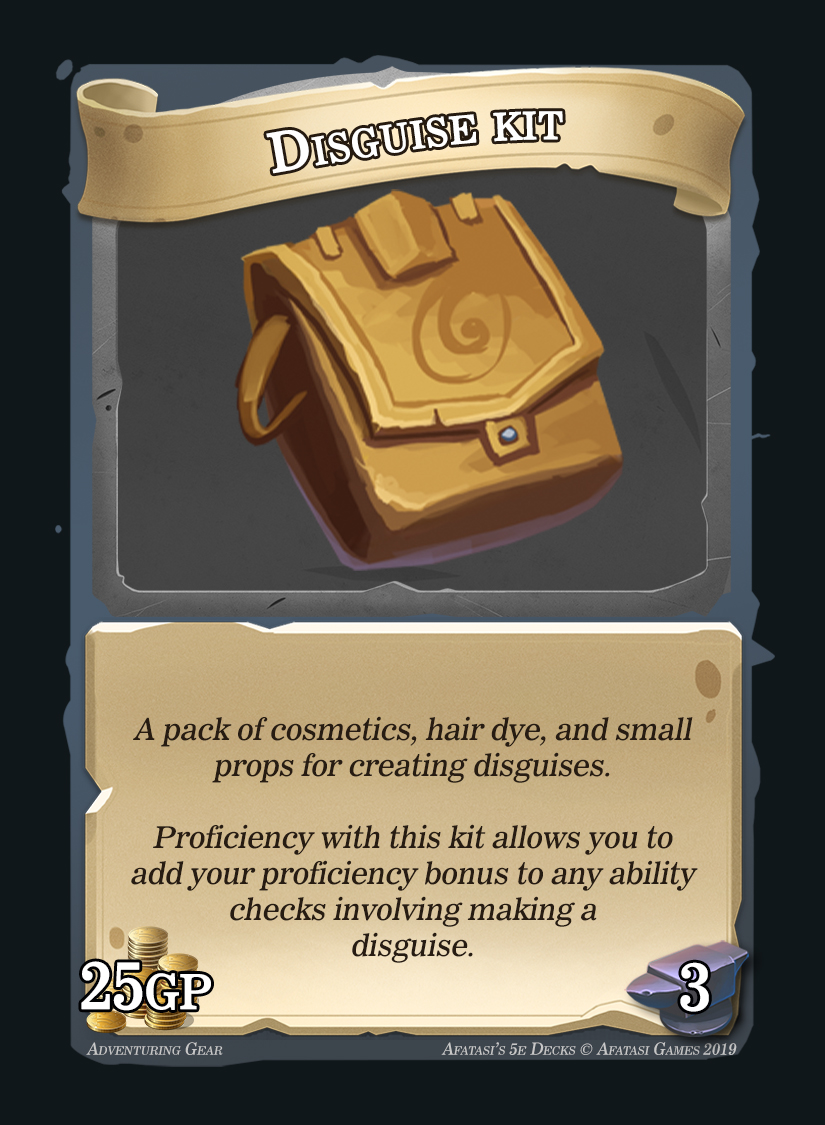 Disguise kit
A pack of cosmetics, hair dye, and small
props for creating disguises.
Proficiency with this kit allows you to
add your proficiency bonus to any ability
checks involving making a
disguise.
25GP
3
Adventuring Gear
Afatasi's 5e Decks © Afatasi Games 2019